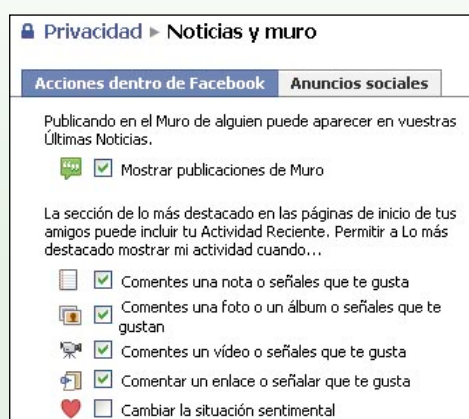 Privacidad ▸ Noticias y muro
Acciones dentro de Facebook Anuncios sociales
Publicando en el Muro de alguien puede aparecer en vuestras
Últimas Noticias.
Mostrar publicaciones de Muro
La sección de lo más destacado en las páginas de inicio de tus
amigos puede incluir tu Actividad Reciente. Permitir a Lo más
destacado mostrar mi actividad cuando...
Comentes una nota o señales que te gusta
Comentes una foto o un álbum o señales que te
gustan
Comentes un vídeo o señales que te gusta
Comentar un enlace o señalar que te gusta
Cambiar la situación sentimental